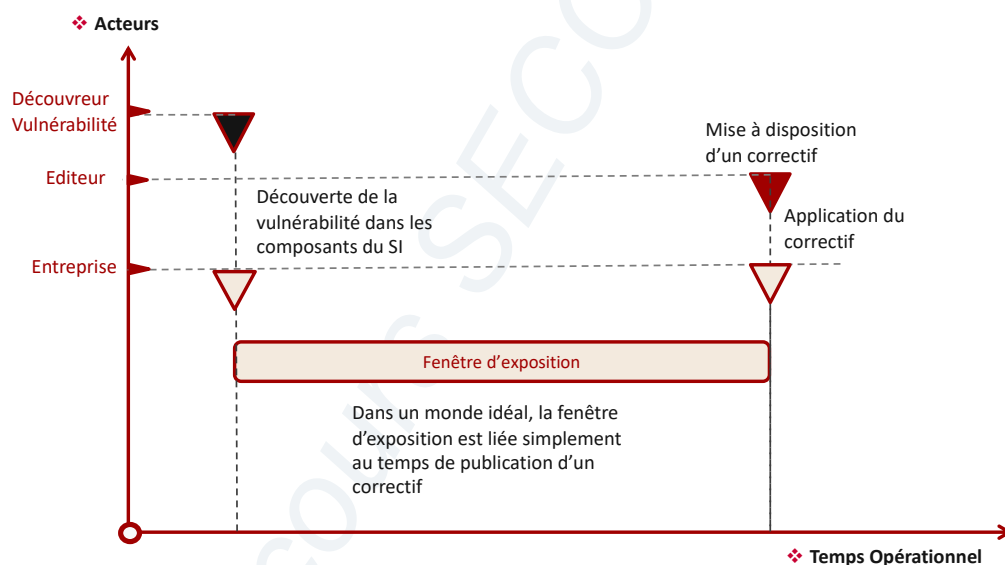 ❖ Acteurs
Découvreur
Vulnérabilité
Mise à disposition
d’un correctif
Editeur
Découverte de la
vulnérabilité dans les
composants du SI
Application du
correctif
Entreprise
Fenêtre d’exposition
Dans un monde idéal, la fenêtre
d’exposition est liée simplement
au temps de publication d’un
correctif
❖ Temps Opérationnel
cours SECO